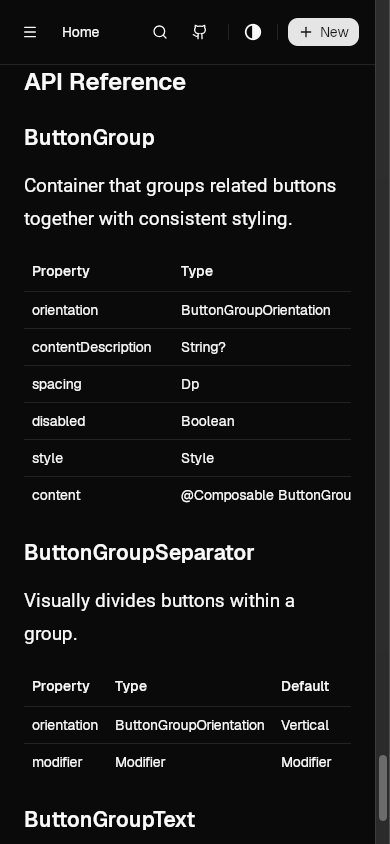 Home
New
API Reference
ButtonGroup
Container that groups related buttons
together with consistent styling.
Property Type
orientation ButtonGroupOrientation
contentDescription String?
spacing Dp
disabled Boolean
style Style
content @Composable ButtonGrou
ButtonGroupSeparator
Visually divides buttons within a
group.
Property Type Default
orientation ButtonGroupOrientation Vertical
modifier Modifier Modifier
ButtonGroupText